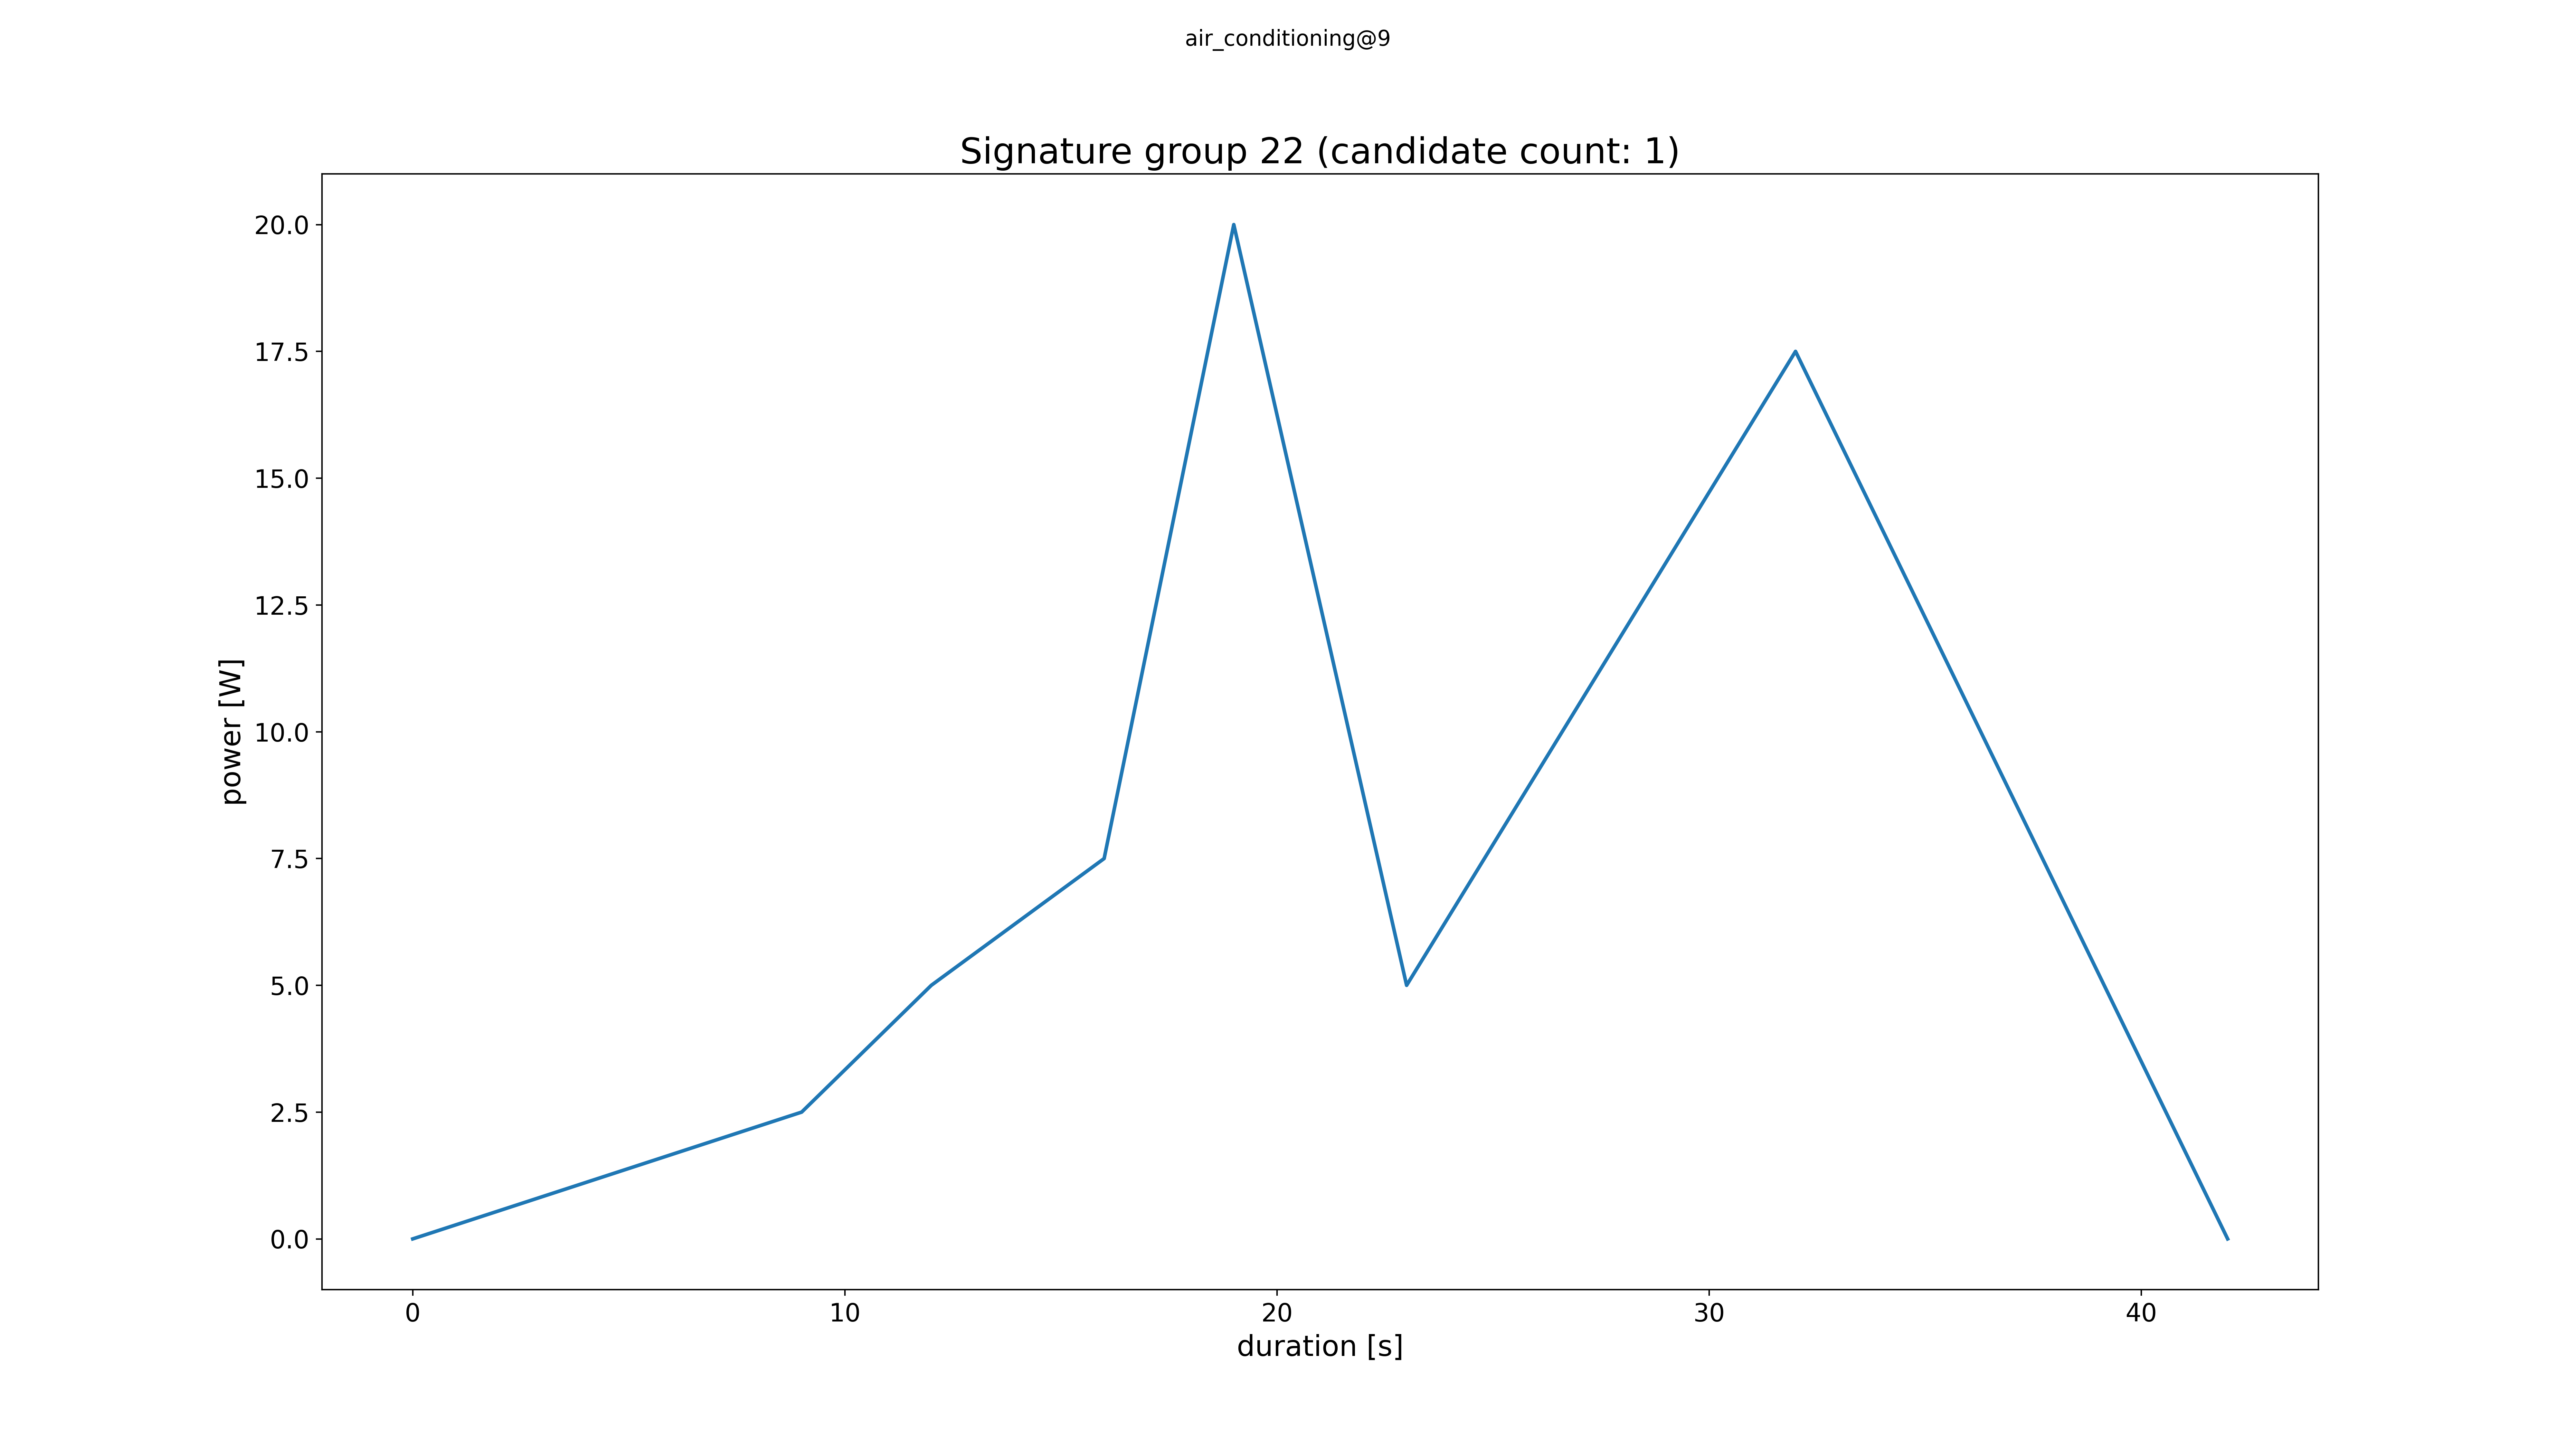 air_conditioning@9
Signature group 22 (candidate count: 1)
20.0
17.5
15.0
12.5
10.0
7.5
5.0
2.5
0.0
power [W]
0 10 20 30 40
duration [s]